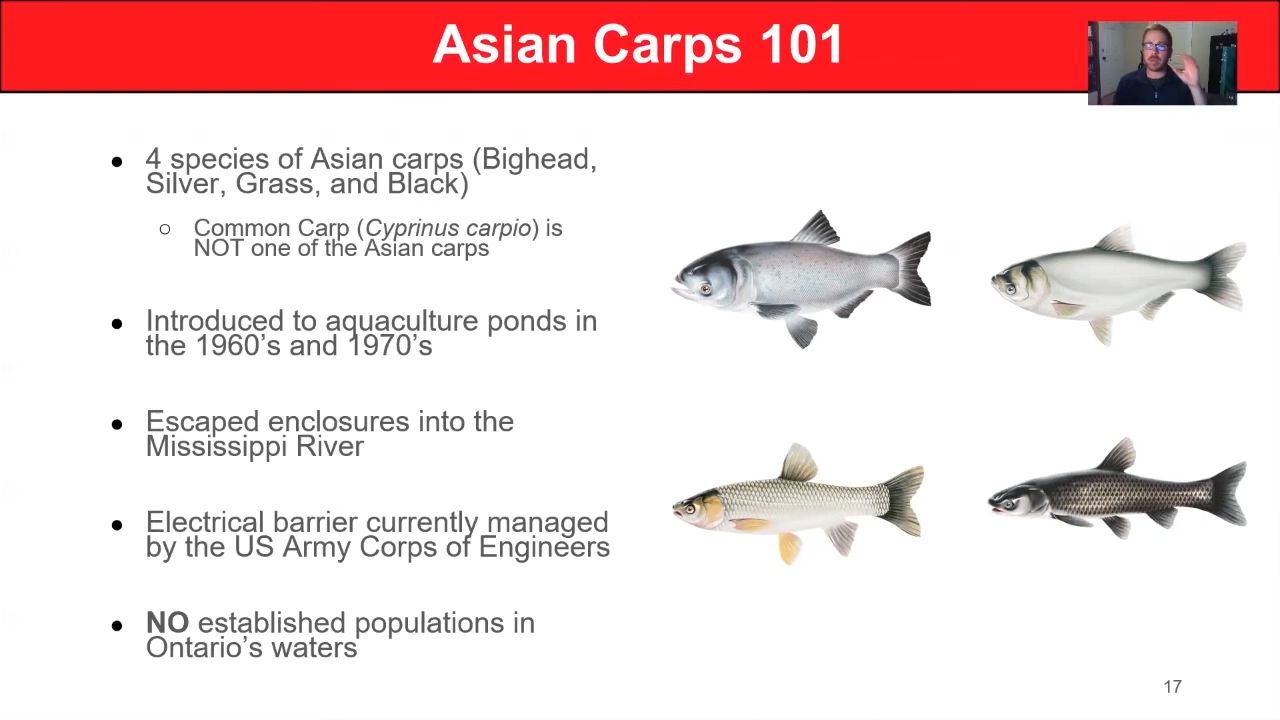 Asian Carps 101
● 4 species of Asian carps (Bighead,
Silver, Grass, and Black)
○ Common Carp (Cyprinus carpio) is
NOT one of the Asian carps
● Introduced to aquaculture ponds in
the 1960's and 1970's
● Escaped enclosures into the
Mississippi River
● Electrical barrier currently managed
by the US Army Corps of Engineers
● NO established populations in
Ontario's waters
17